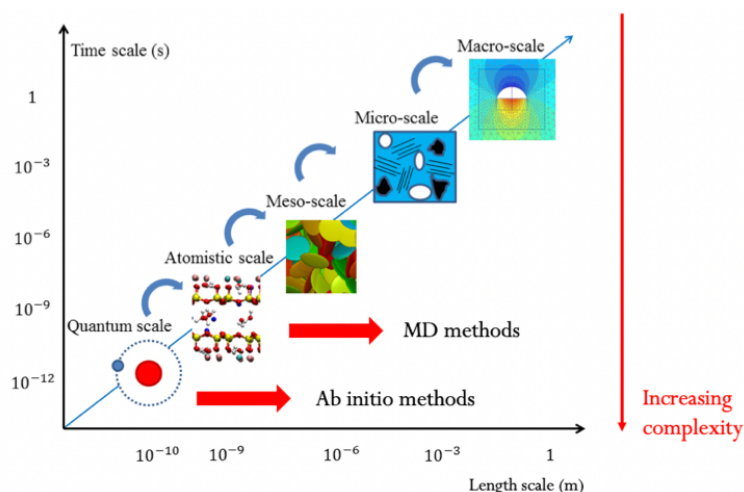 Time scale (s)
Macro-scale
1
Micro-scale
10⁻³
Meso-scale
10⁻⁶
Atomistic scale
10⁻⁹
Quantum scale
MD methods
10⁻¹²
Ab initio methods
Increasing
complexity
10⁻¹⁰ 10⁻⁹ 10⁻⁶ 10⁻³ 1
Length scale (m)